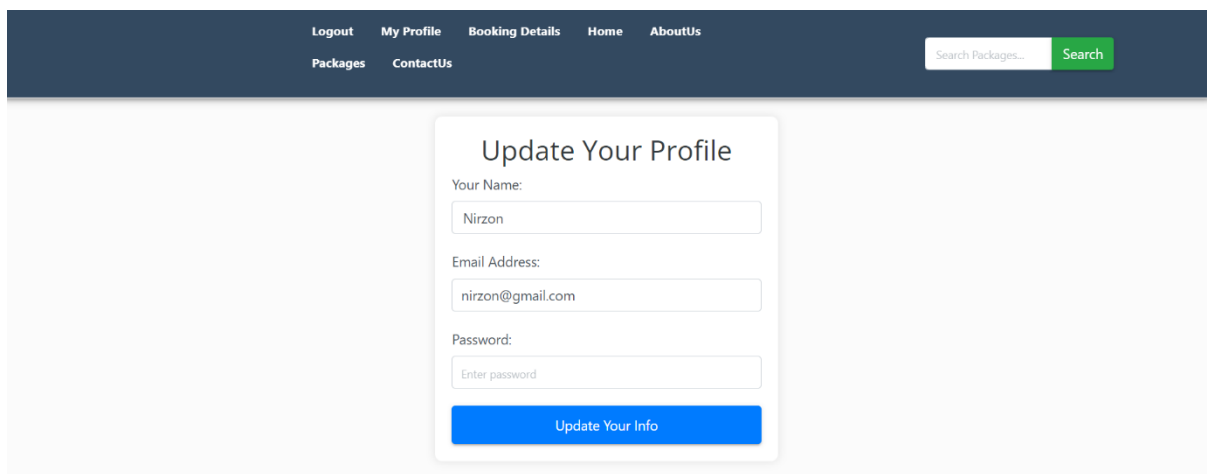 Logout My Profile Booking Details Home AboutUs
Packages ContactUs
Search Packages... Search
Update Your Profile
Your Name:
Nirzon
Email Address:
nirzon@gmail.com
Password:
Enter password
Update Your Info